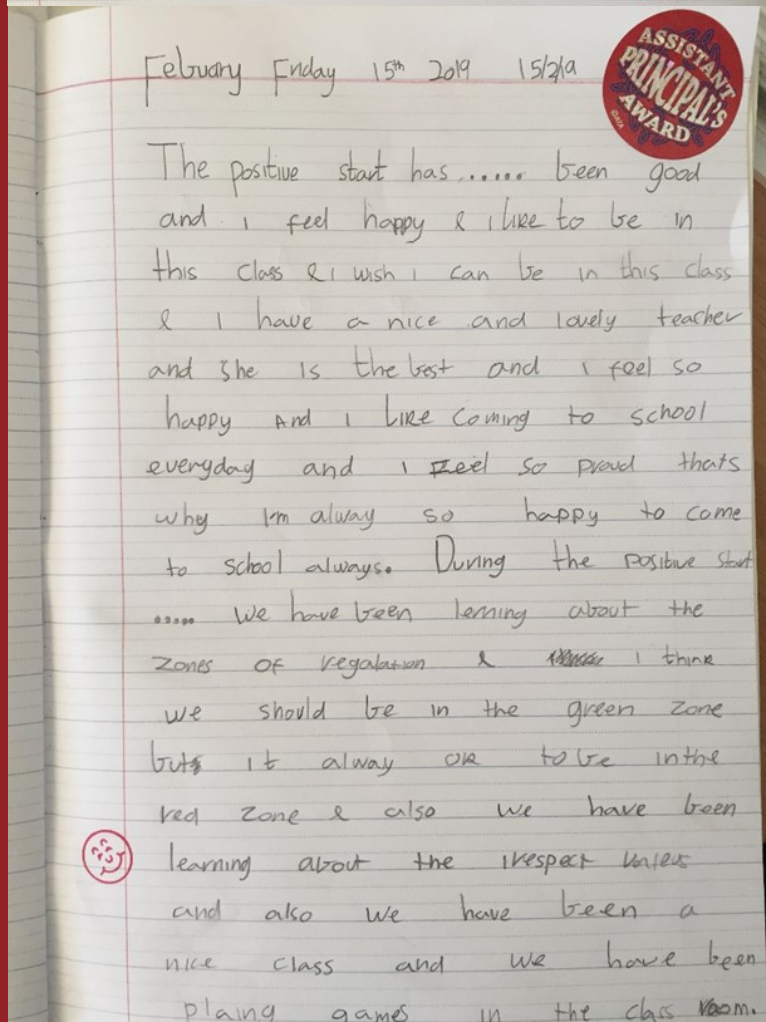 Febuary Friday 15th 2019 15/2/19
ASSISTANT
PRINCIPAL'S
AWARD
The positive start has ..... been good
and i feel happy & i like to be in
this class & i wish i can be in this class
& I have a nice and lovely teacher
and she is the best and i feel so
happy And i Like coming to school
everyday and i feel so proud thats
why I'm alway so happy to come
to school always. During the positive start
..... we have been lerning about the
zones of regalation & i think
we should be in the green zone
but it alway ok to be in the
red zone & also we have been
learning about the irespect
and also we have been a
nice class and we have been
plaing games in the class room.